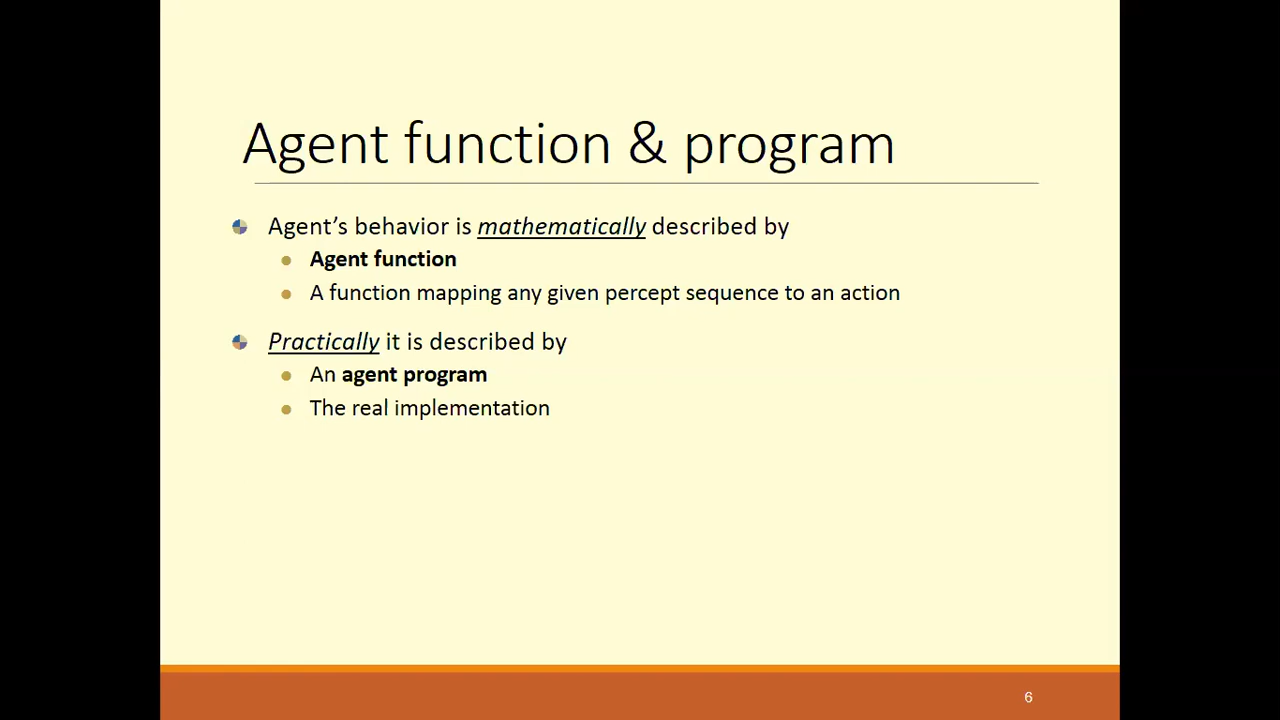 Agent function & program
Agent’s behavior is mathematically described by
Agent function
A function mapping any given percept sequence to an action
Practically it is described by
An agent program
The real implementation
6